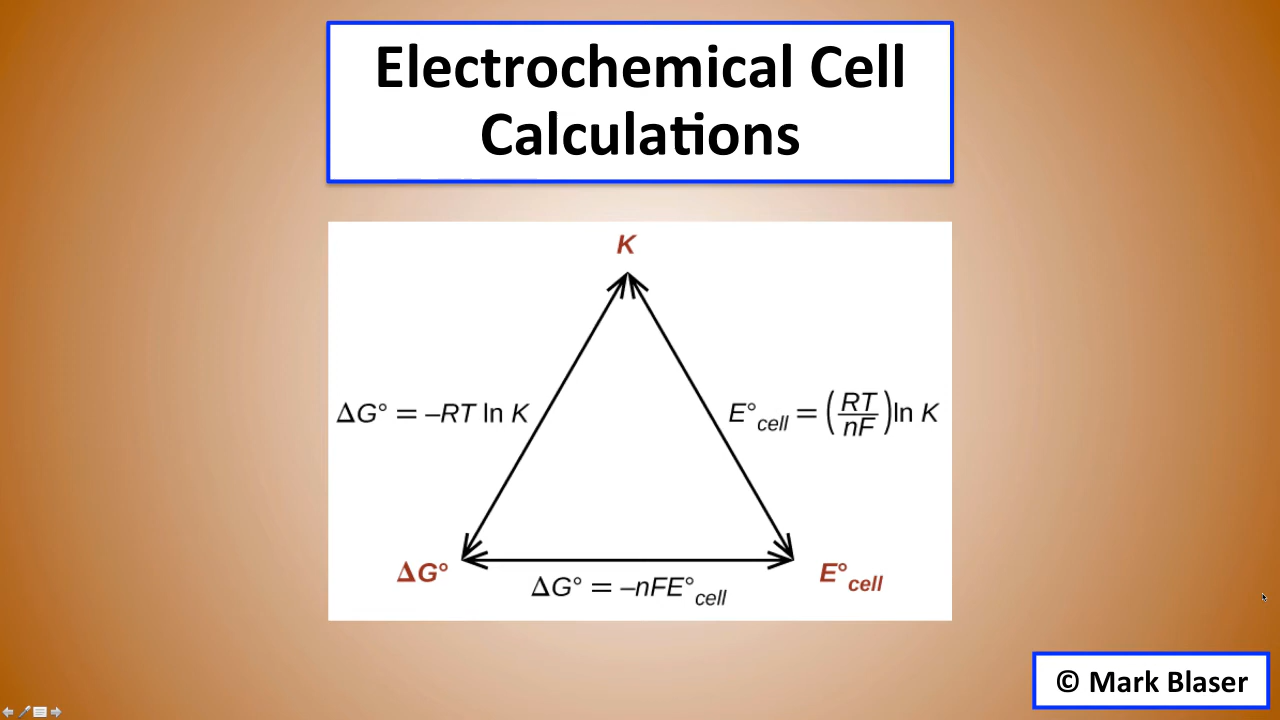 Electrochemical Cell
Calculations
K
ΔG° = –RT ln K
E°cell = (RT/nF)ln K
ΔG°
E°cell
ΔG° = –nFE°cell
© Mark Blaser